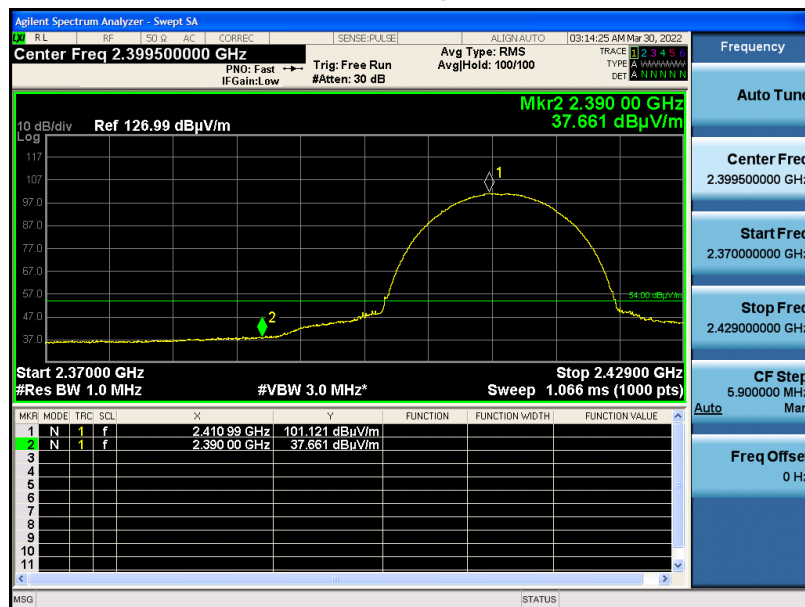 Agilent Spectrum Analyzer - Swept SA
LXI RL RF 50 Ω AC CORREC SENSE:PULSE ALIGN AUTO 03:14:25 AM Mar 30, 2022
Center Freq 2.399500000 GHz
PNO: Fast
IFGain:Low
Trig: Free Run
#Atten: 30 dB
Avg Type: RMS
Avg|Hold: 100/100
TRACE 1 2 3 4 5 6
TYPE A WWWWW
DET A N N N N N
Mkr2 2.390 00 GHz
37.661 dBµV/m
10 dB/div Ref 126.99 dBµV/m
Log
117
107
97.0
87.0
77.0
67.0
57.0
47.0
37.0
1
2
54.00 dBµV/m
Start 2.37000 GHz Stop 2.42900 GHz
#Res BW 1.0 MHz #VBW 3.0 MHz* Sweep 1.066 ms (1000 pts)
MKR MODE TRC SCL X Y FUNCTION FUNCTION WIDTH FUNCTION VALUE
1 N 1 f 2.410 99 GHz 101.121 dBµV/m
2 N 1 f 2.390 00 GHz 37.661 dBµV/m
3
4
5
6
7
8
9
10
11
MSG STATUS
Frequency
Auto Tune
Center Freq
2.399500000 GHz
Start Freq
2.370000000 GHz
Stop Freq
2.429000000 GHz
CF Step
5.900000 MHz
Auto Man
Freq Offset
0 Hz